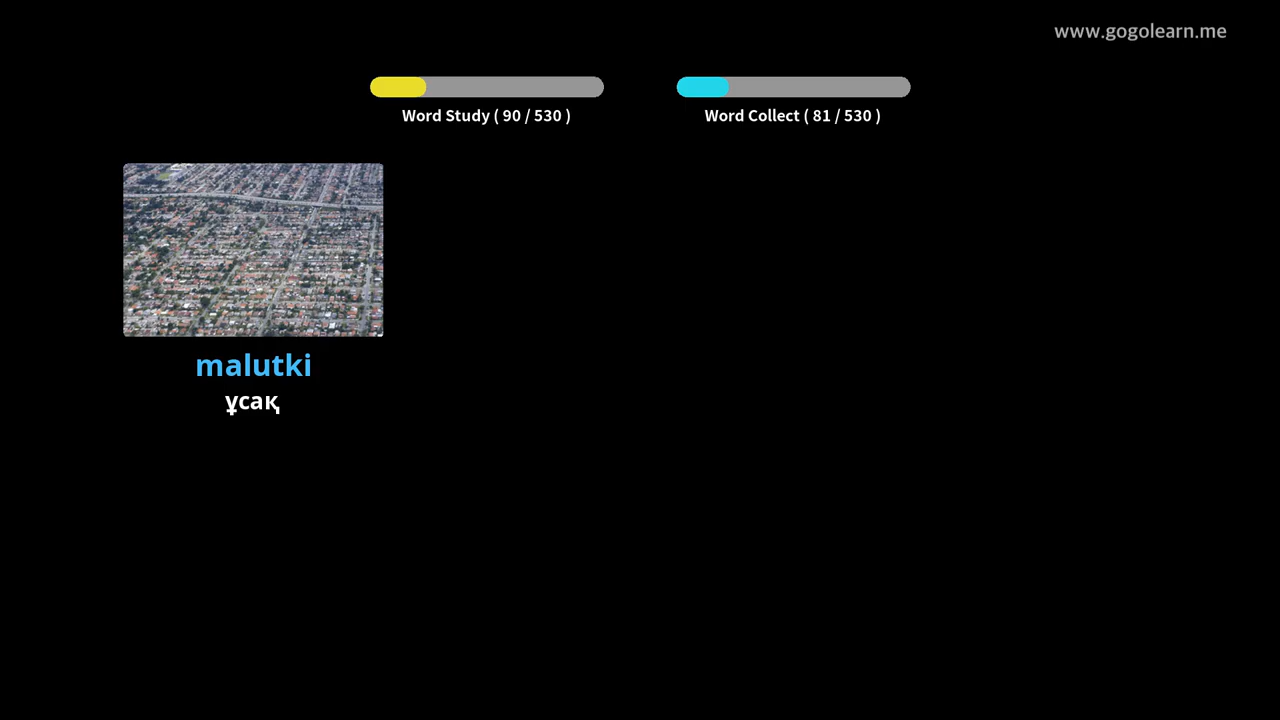 www.gogolearn.me
Word Study ( 90 / 530 )
Word Collect ( 81 / 530 )
malutki
ұсақ